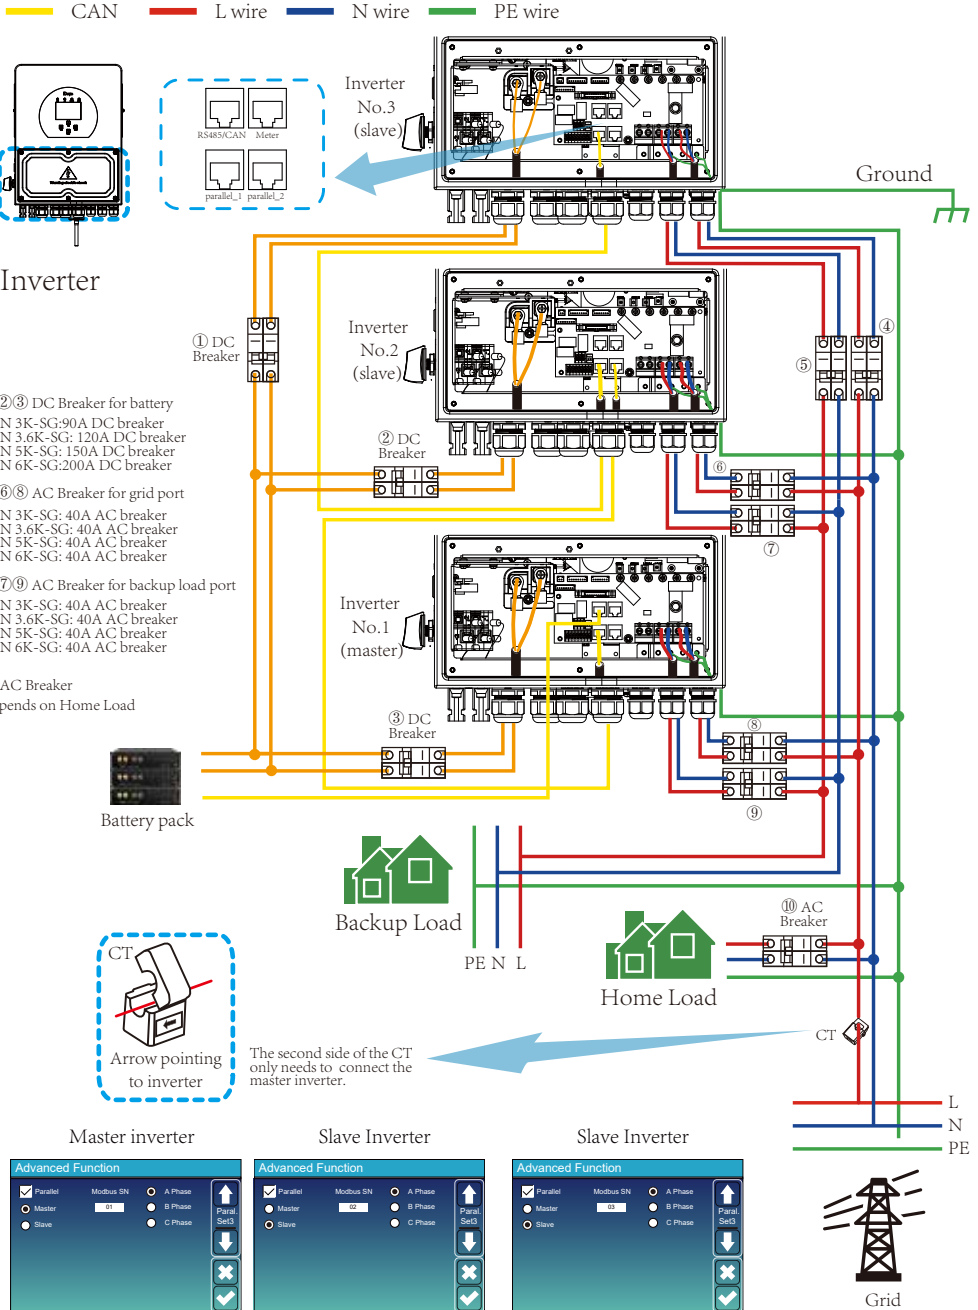 CAN   L wire   N wire   PE wire
Inverter
No.3
(slave)
RS485/CAN   Meter
parallel_1   parallel_2
Ground
Inverter
① DC
Breaker
Inverter
No.2
(slave)
④
⑤
②③ DC Breaker for battery
N 3K-SG:90A DC breaker
N 3.6K-SG: 120A DC breaker
N 5K-SG: 150A DC breaker
N 6K-SG:200A DC breaker
② DC
Breaker
⑥
⑥⑧ AC Breaker for grid port
N 3K-SG: 40A AC breaker
N 3.6K-SG: 40A AC breaker
N 5K-SG: 40A AC breaker
N 6K-SG: 40A AC breaker
⑦
⑦⑨ AC Breaker for backup load port
N 3K-SG: 40A AC breaker
N 3.6K-SG: 40A AC breaker
N 5K-SG: 40A AC breaker
N 6K-SG: 40A AC breaker
Inverter
No.1
(master)
AC Breaker
pends on Home Load
③ DC
Breaker
⑧
⑨
Battery pack
Backup Load
PE N L
⑩ AC
Breaker
Home Load
CT
Arrow pointing
to inverter
The second side of the CT
only needs to connect the
master inverter.
CT
L
N
PE
Master inverter   Slave Inverter   Slave Inverter
Advanced Function
Parallel   Modbus SN   A Phase
Master   01   B Phase
Slave   C Phase
Paral.
Set3
Advanced Function
Parallel   Modbus SN   A Phase
Master   02   B Phase
Slave   C Phase
Paral.
Set3
Advanced Function
Parallel   Modbus SN   A Phase
Master   03   B Phase
Slave   C Phase
Paral.
Set3
Grid